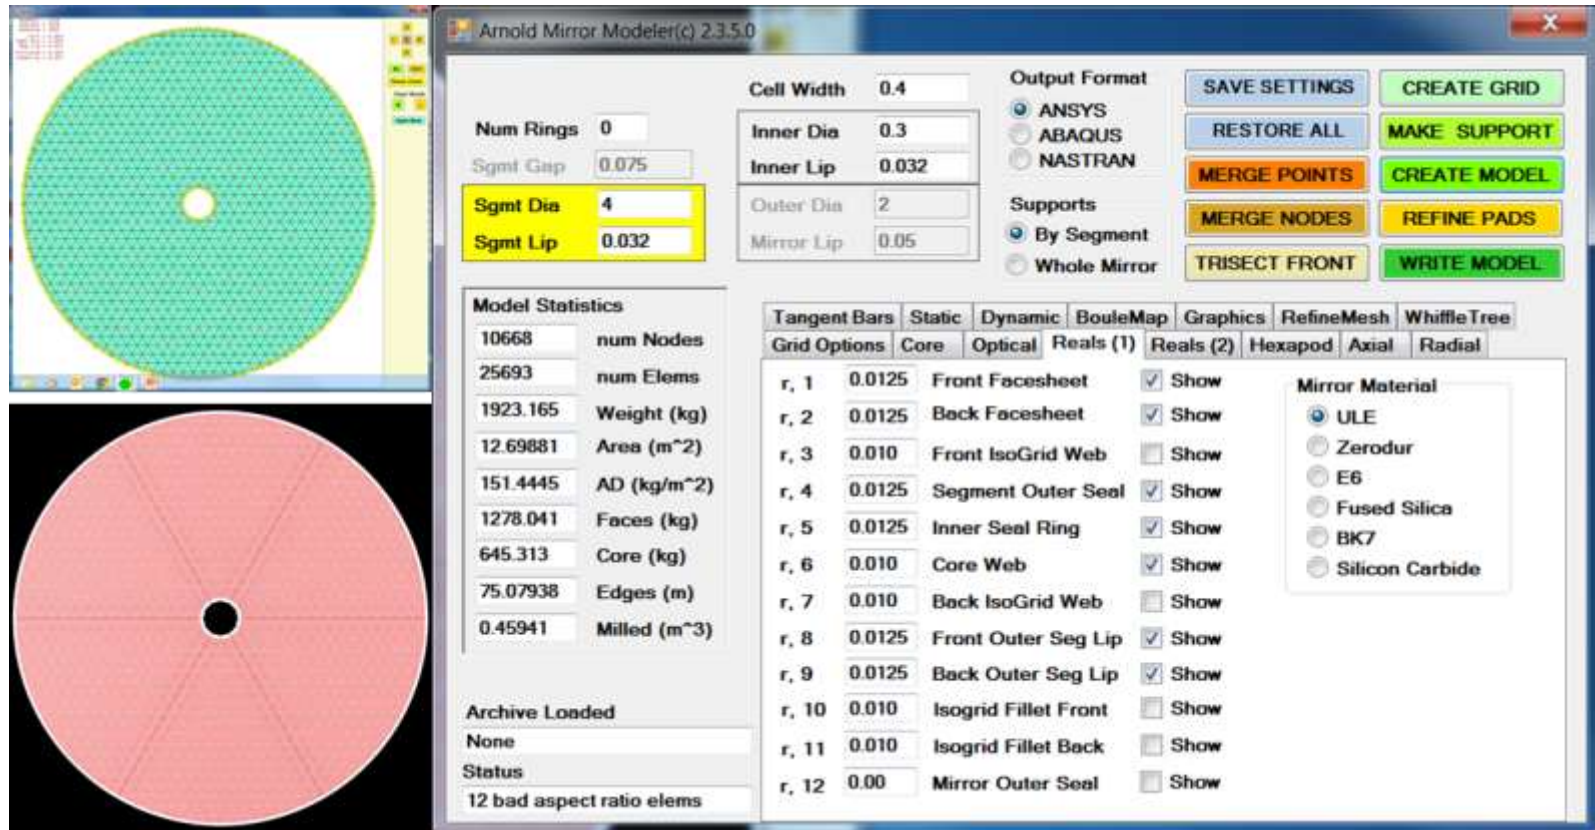 Arnold Mirror Modeler(c) 2.3.5.0
X
Num Rings 0
Sgmt Gap 0.075
Sgmt Dia 4
Sgmt Lip 0.032
Cell Width 0.4
Inner Dia 0.3
Inner Lip 0.032
Outer Dia 2
Mirror Lip 0.05
Output Format
ANSYS
ABAQUS
NASTRAN
Supports
By Segment
Whole Mirror
SAVE SETTINGS CREATE GRID
RESTORE ALL MAKE SUPPORT
MERGE POINTS CREATE MODEL
MERGE NODES REFINE PADS
TRISECT FRONT WRITE MODEL
Model Statistics
10668 num Nodes
25693 num Elems
1923.165 Weight (kg)
12.69881 Area (m^2)
151.4445 AD (kg/m^2)
1278.041 Faces (kg)
645.313 Core (kg)
75.07938 Edges (m)
0.45941 Milled (m^3)
Archive Loaded
None
Status
12 bad aspect ratio elems
Tangent Bars Static Dynamic BouleMap Graphics RefineMesh WhiffleTree
Grid Options Core Optical Reals (1) Reals (2) Hexapod Axial Radial
r, 1 0.0125 Front Facesheet Show
r, 2 0.0125 Back Facesheet Show
r, 3 0.010 Front IsoGrid Web Show
r, 4 0.0125 Segment Outer Seal Show
r, 5 0.0125 Inner Seal Ring Show
r, 6 0.010 Core Web Show
r, 7 0.010 Back IsoGrid Web Show
r, 8 0.0125 Front Outer Seg Lip Show
r, 9 0.0125 Back Outer Seg Lip Show
r, 10 0.010 Isogrid Fillet Front Show
r, 11 0.010 Isogrid Fillet Back Show
r, 12 0.00 Mirror Outer Seal Show
Mirror Material
ULE
Zerodur
E6
Fused Silica
BK7
Silicon Carbide